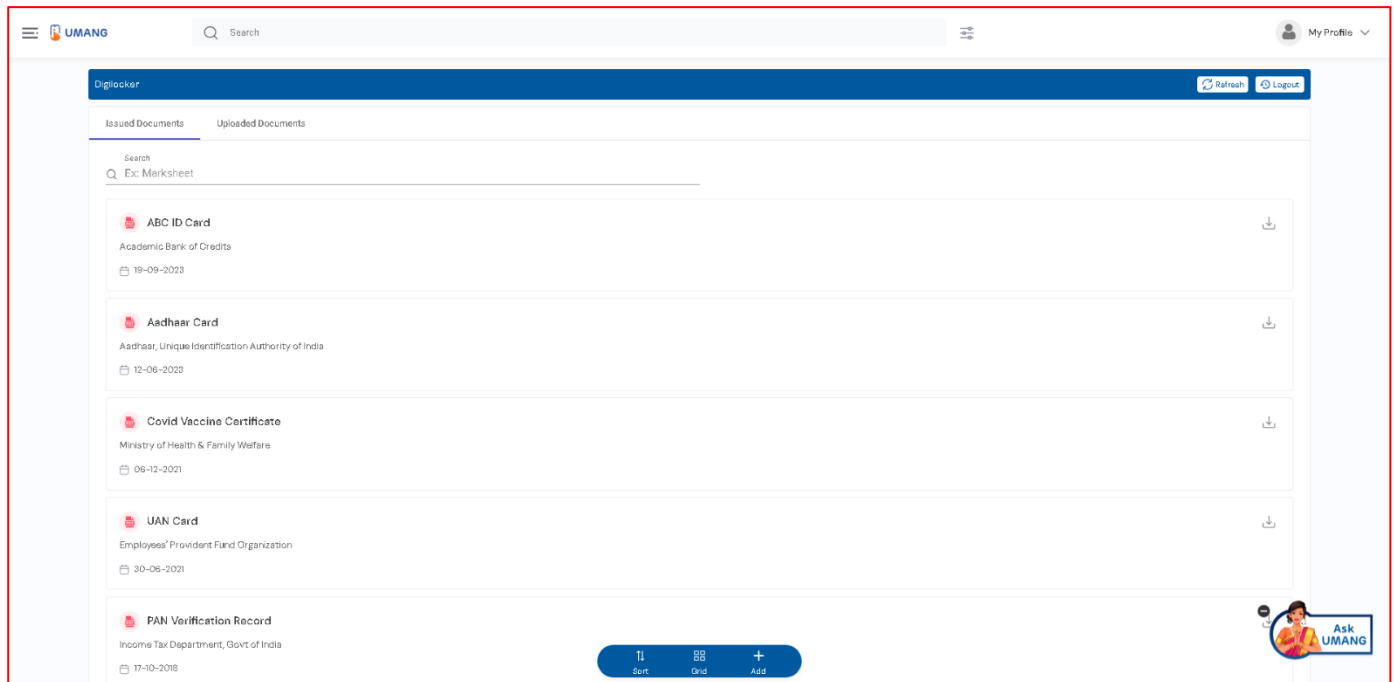 UMANG
Search
My Profile
Digilocker
Refresh
Logout
Issued Documents
Uploaded Documents
Search
Ex: Marksheet
ABC ID Card
Academic Bank of Credits
19-09-2023
Aadhaar Card
Aadhaar, Unique Identification Authority of India
12-06-2023
Covid Vaccine Certificate
Ministry of Health & Family Welfare
06-12-2021
UAN Card
Employees' Provident Fund Organization
30-06-2021
PAN Verification Record
Income Tax Department, Govt of India
17-10-2018
Sort
Grid
Add
Ask
UMANG